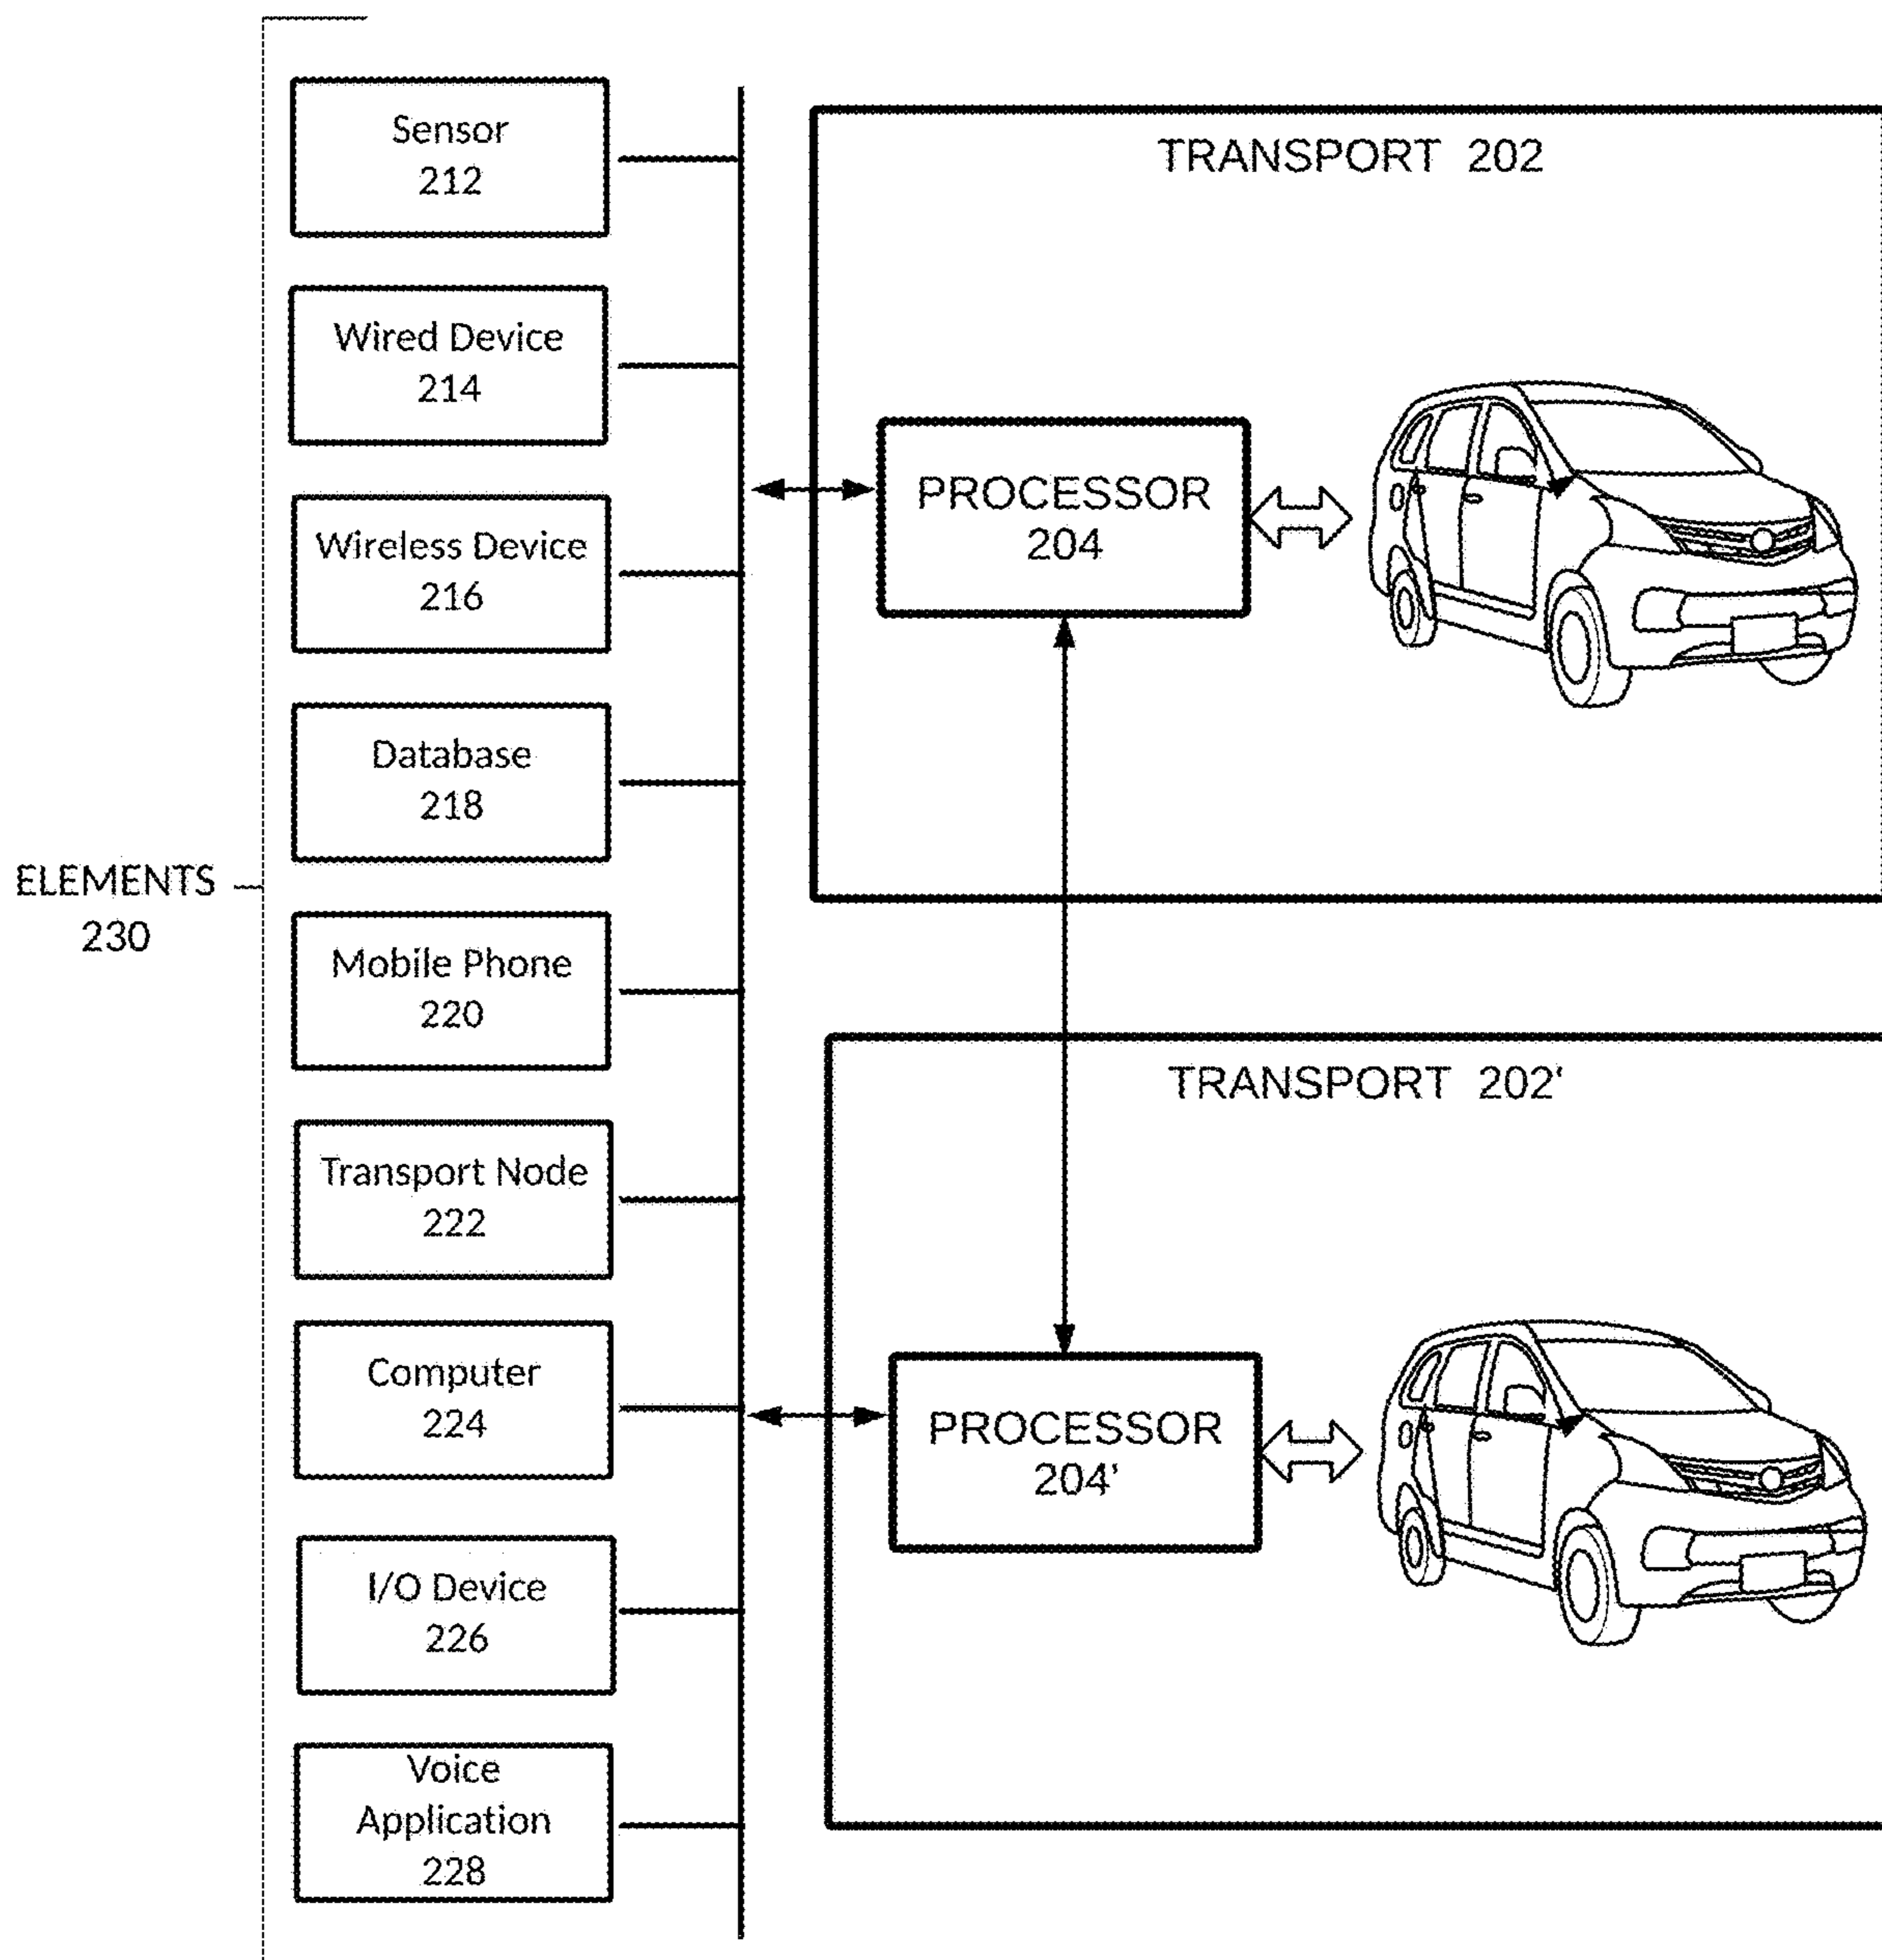 ELEMENTS
230
Sensor
212
Wired Device
214
Wireless Device
216
Database
218
Mobile Phone
220
Transport Node
222
Computer
224
I/O Device
226
Voice
Application
228
TRANSPORT 202
PROCESSOR
204
TRANSPORT 202‘
PROCESSOR
204’